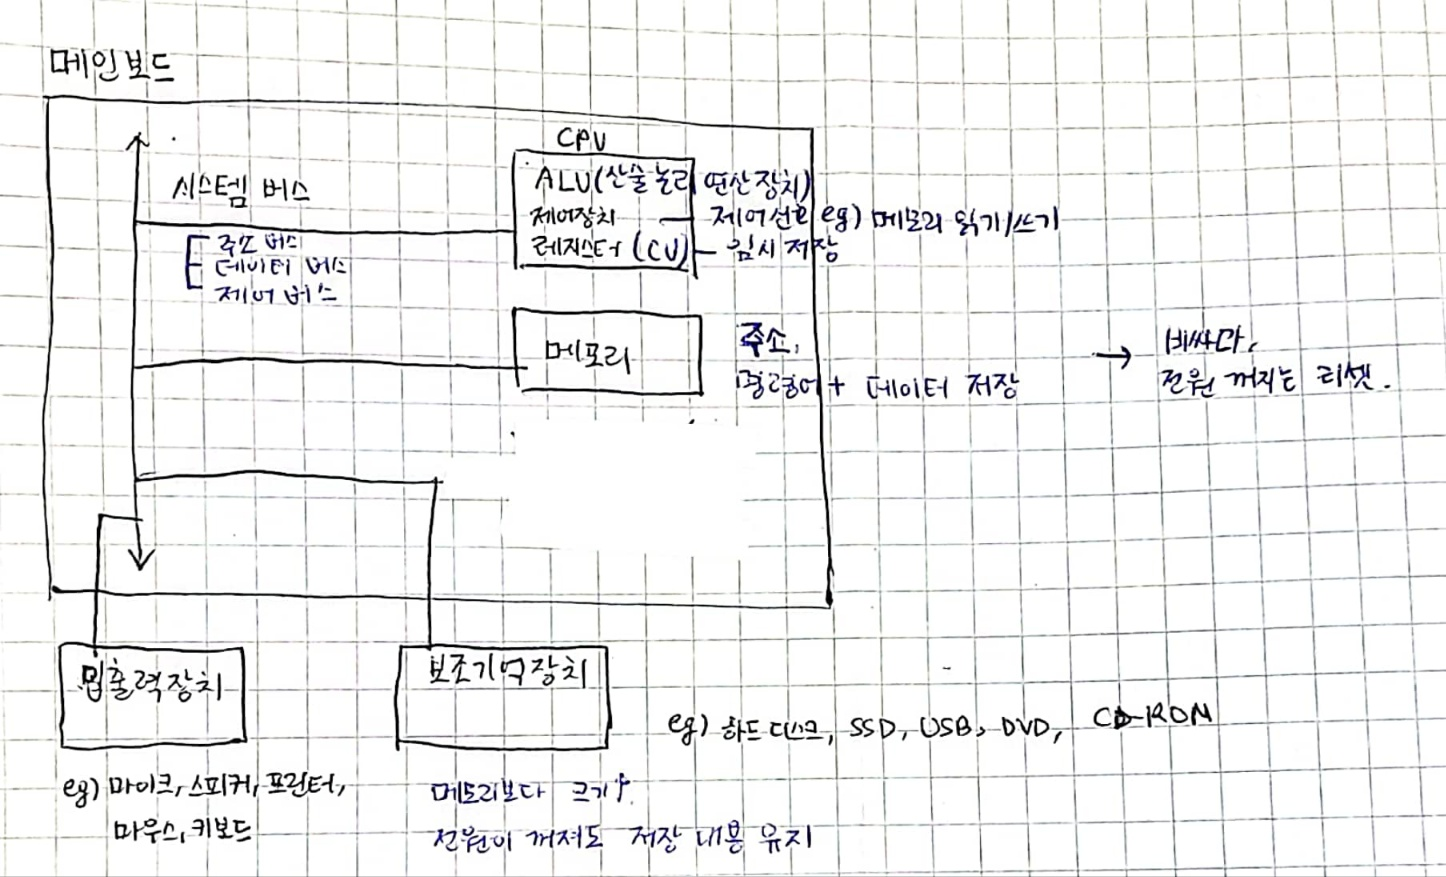 메인보드
CPU
시스템 버스
주소 버스
데이터 버스
제어 버스
ALU(산술논리 연산장치)
제어장치 — 제어신호 eg) 메모리 읽기/쓰기
레지스터 (CU) — 임시 저장
메모리
주소,
명령어 + 데이터 저장
→ 비싸다,
전원 꺼지는 리셋.
입출력장치
보조기억장치
eg) 하드디스크, SSD, USB, DVD, CD-ROM
eg) 마이크, 스피커, 프린터,
마우스, 키보드
메모리보다 크기↑.
전원이 꺼져도 저장 내용 유지